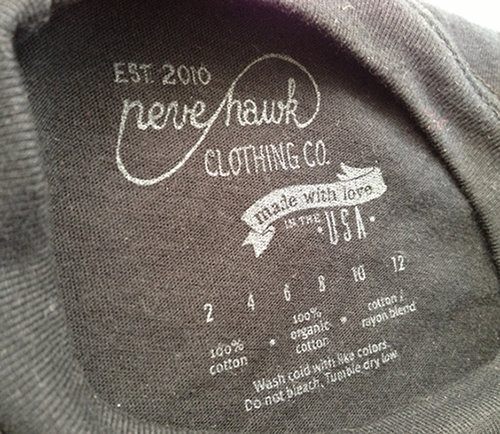 EST. 2010
neve hawk
CLOTHING CO.
made with love
IN THE USA
2 4 6 8 10 12
100% cotton • 100% organic cotton • cotton / rayon blend
Wash cold with like colors.
Do not bleach. Tumble dry low